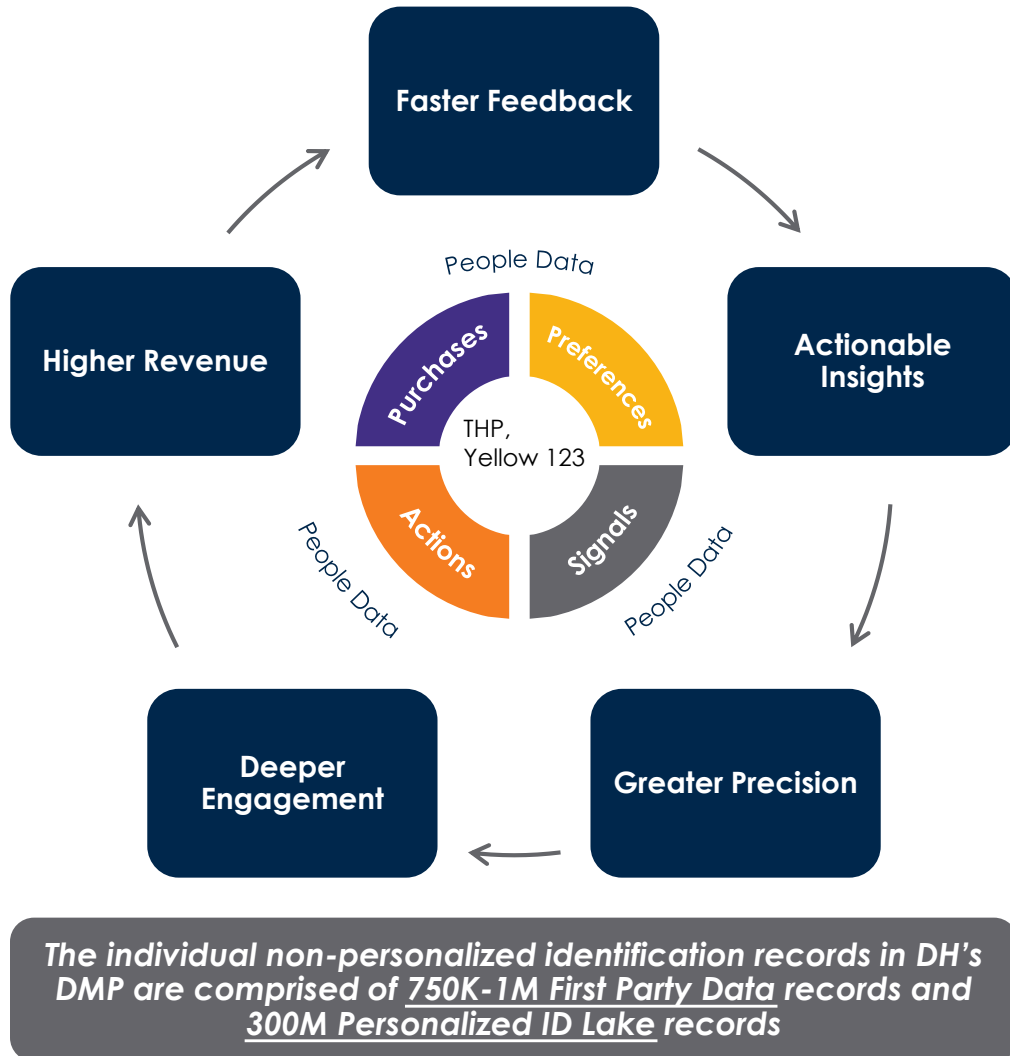 Faster Feedback
People Data
Higher Revenue
Purchases
Preferences
Actionable
Insights
THP,
Yellow 123
Actions
Signals
People Data
People Data
Deeper
Engagement
Greater Precision
The individual non-personalized identification records in DH’s
DMP are comprised of 750K-1M First Party Data records and
300M Personalized ID Lake records